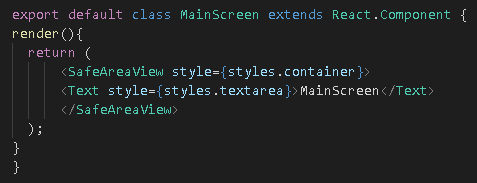 export default class MainScreen extends React.Component {
render(){
return (
<SafeAreaView style={styles.container}>
<Text style={styles.textarea}>MainScreen</Text>
</SafeAreaView>
);
}
}